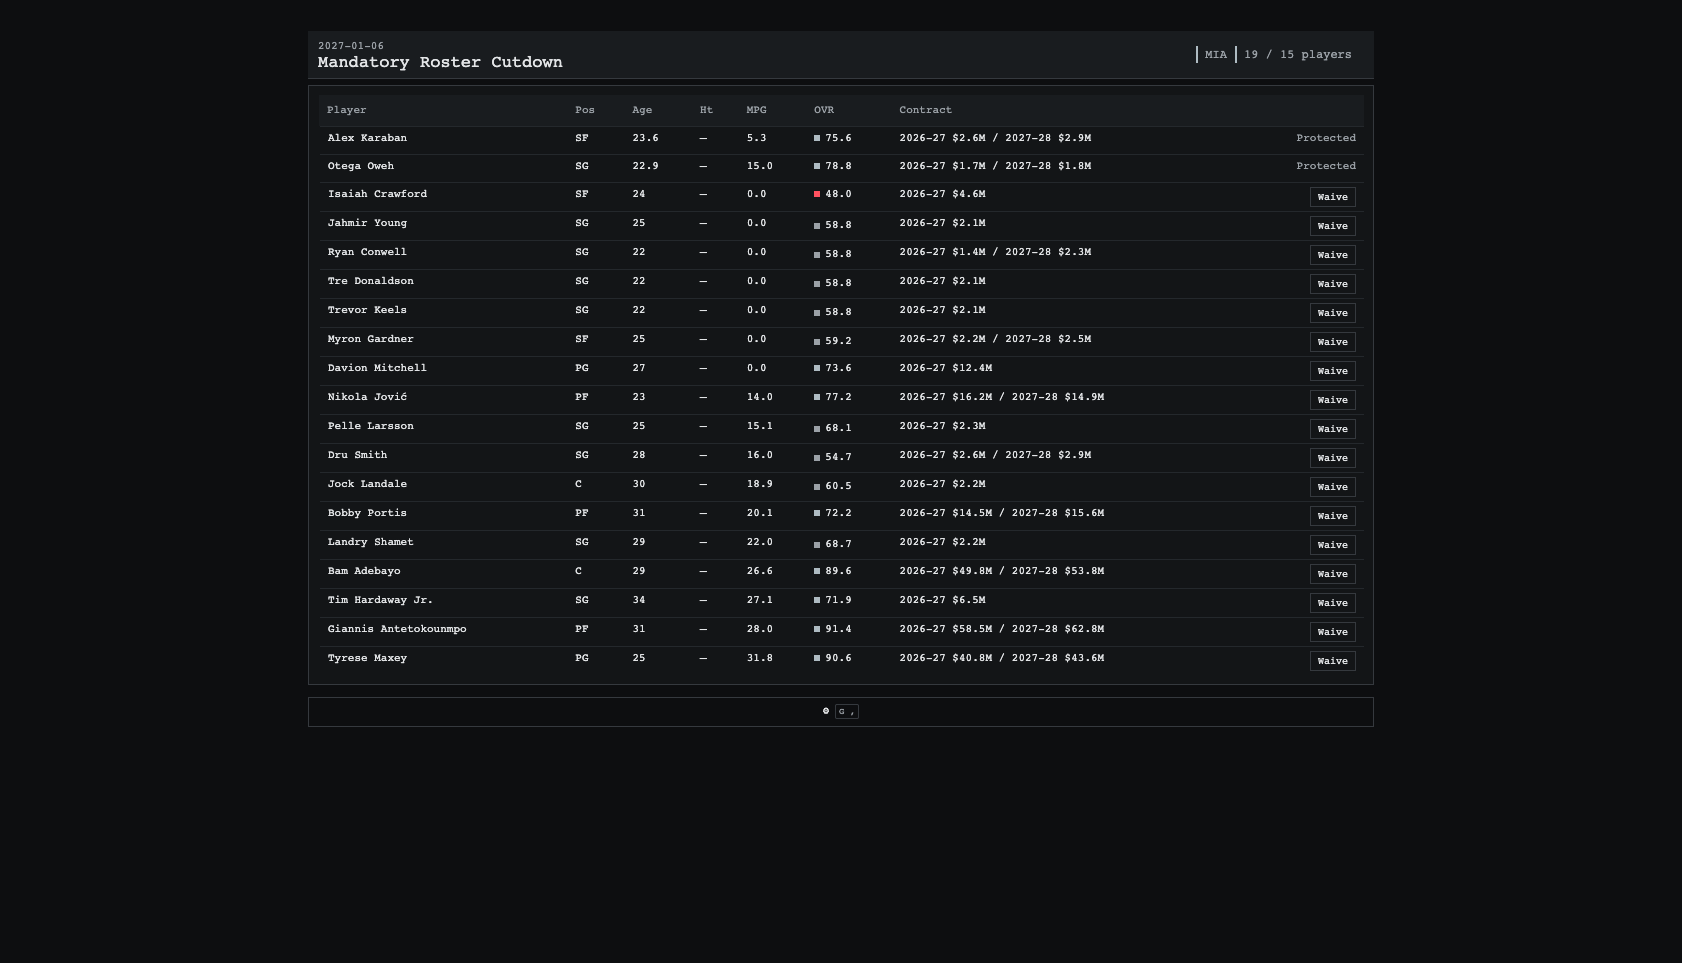 2027-01-06
Mandatory Roster Cutdown
MIA 19 / 15 players
Player Pos Age Ht MPG OVR Contract
Alex Karaban SF 23.6 — 5.3 75.6 2026-27 $2.6M / 2027-28 $2.9M Protected
Otega Oweh SG 22.9 — 15.0 78.8 2026-27 $1.7M / 2027-28 $1.8M Protected
Isaiah Crawford SF 24 — 0.0 48.0 2026-27 $4.6M Waive
Jahmir Young SG 25 — 0.0 58.8 2026-27 $2.1M Waive
Ryan Conwell SG 22 — 0.0 58.8 2026-27 $1.4M / 2027-28 $2.3M Waive
Tre Donaldson SG 22 — 0.0 58.8 2026-27 $2.1M Waive
Trevor Keels SG 22 — 0.0 58.8 2026-27 $2.1M Waive
Myron Gardner SF 25 — 0.0 59.2 2026-27 $2.2M / 2027-28 $2.5M Waive
Davion Mitchell PG 27 — 0.0 73.6 2026-27 $12.4M Waive
Nikola Jović PF 23 — 14.0 77.2 2026-27 $16.2M / 2027-28 $14.9M Waive
Pelle Larsson SG 25 — 15.1 68.1 2026-27 $2.3M Waive
Dru Smith SG 28 — 16.0 54.7 2026-27 $2.6M / 2027-28 $2.9M Waive
Jock Landale C 30 — 18.9 60.5 2026-27 $2.2M Waive
Bobby Portis PF 31 — 20.1 72.2 2026-27 $14.5M / 2027-28 $15.6M Waive
Landry Shamet SG 29 — 22.0 68.7 2026-27 $2.2M Waive
Bam Adebayo C 29 — 26.6 89.6 2026-27 $49.8M / 2027-28 $53.8M Waive
Tim Hardaway Jr. SG 34 — 27.1 71.9 2026-27 $6.5M Waive
Giannis Antetokounmpo PF 31 — 28.0 91.4 2026-27 $58.5M / 2027-28 $62.8M Waive
Tyrese Maxey PG 25 — 31.8 90.6 2026-27 $40.8M / 2027-28 $43.6M Waive
⚙ G ,